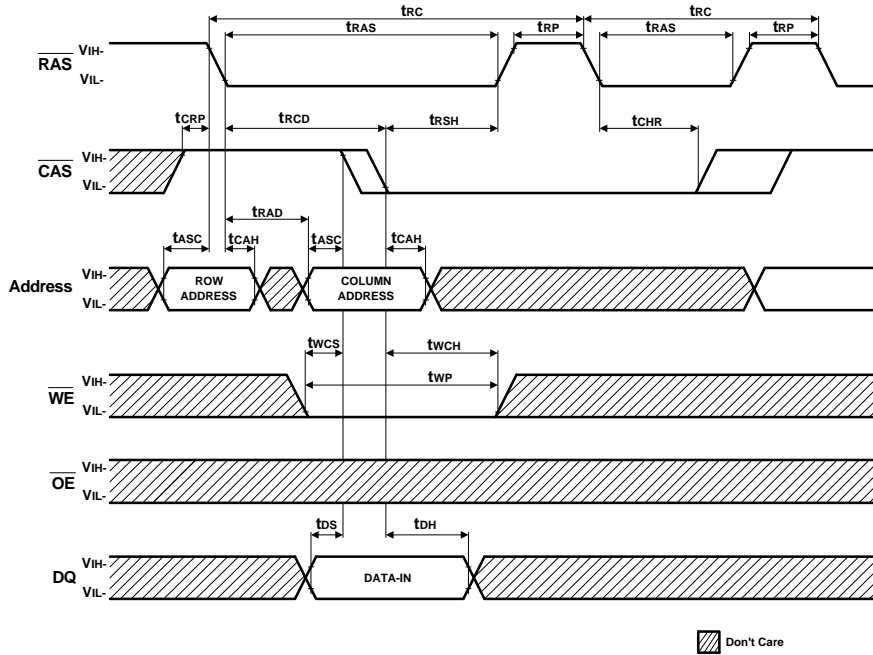 tRC tRC
tRAS tRP tRAS tRP
RAS VIH-
VIL-
tCRP tRCD tRSH tCHR
CAS VIH-
VIL-
tRAD
tASC tCAH tASC tCAH
Address VIH-
VIL-
ROW ADDRESS
COLUMN ADDRESS
tWCS tWCH
tWP
WE VIH-
VIL-
OE VIH-
VIL-
tDS tDH
DQ VIH-
VIL-
DATA-IN
Don't Care